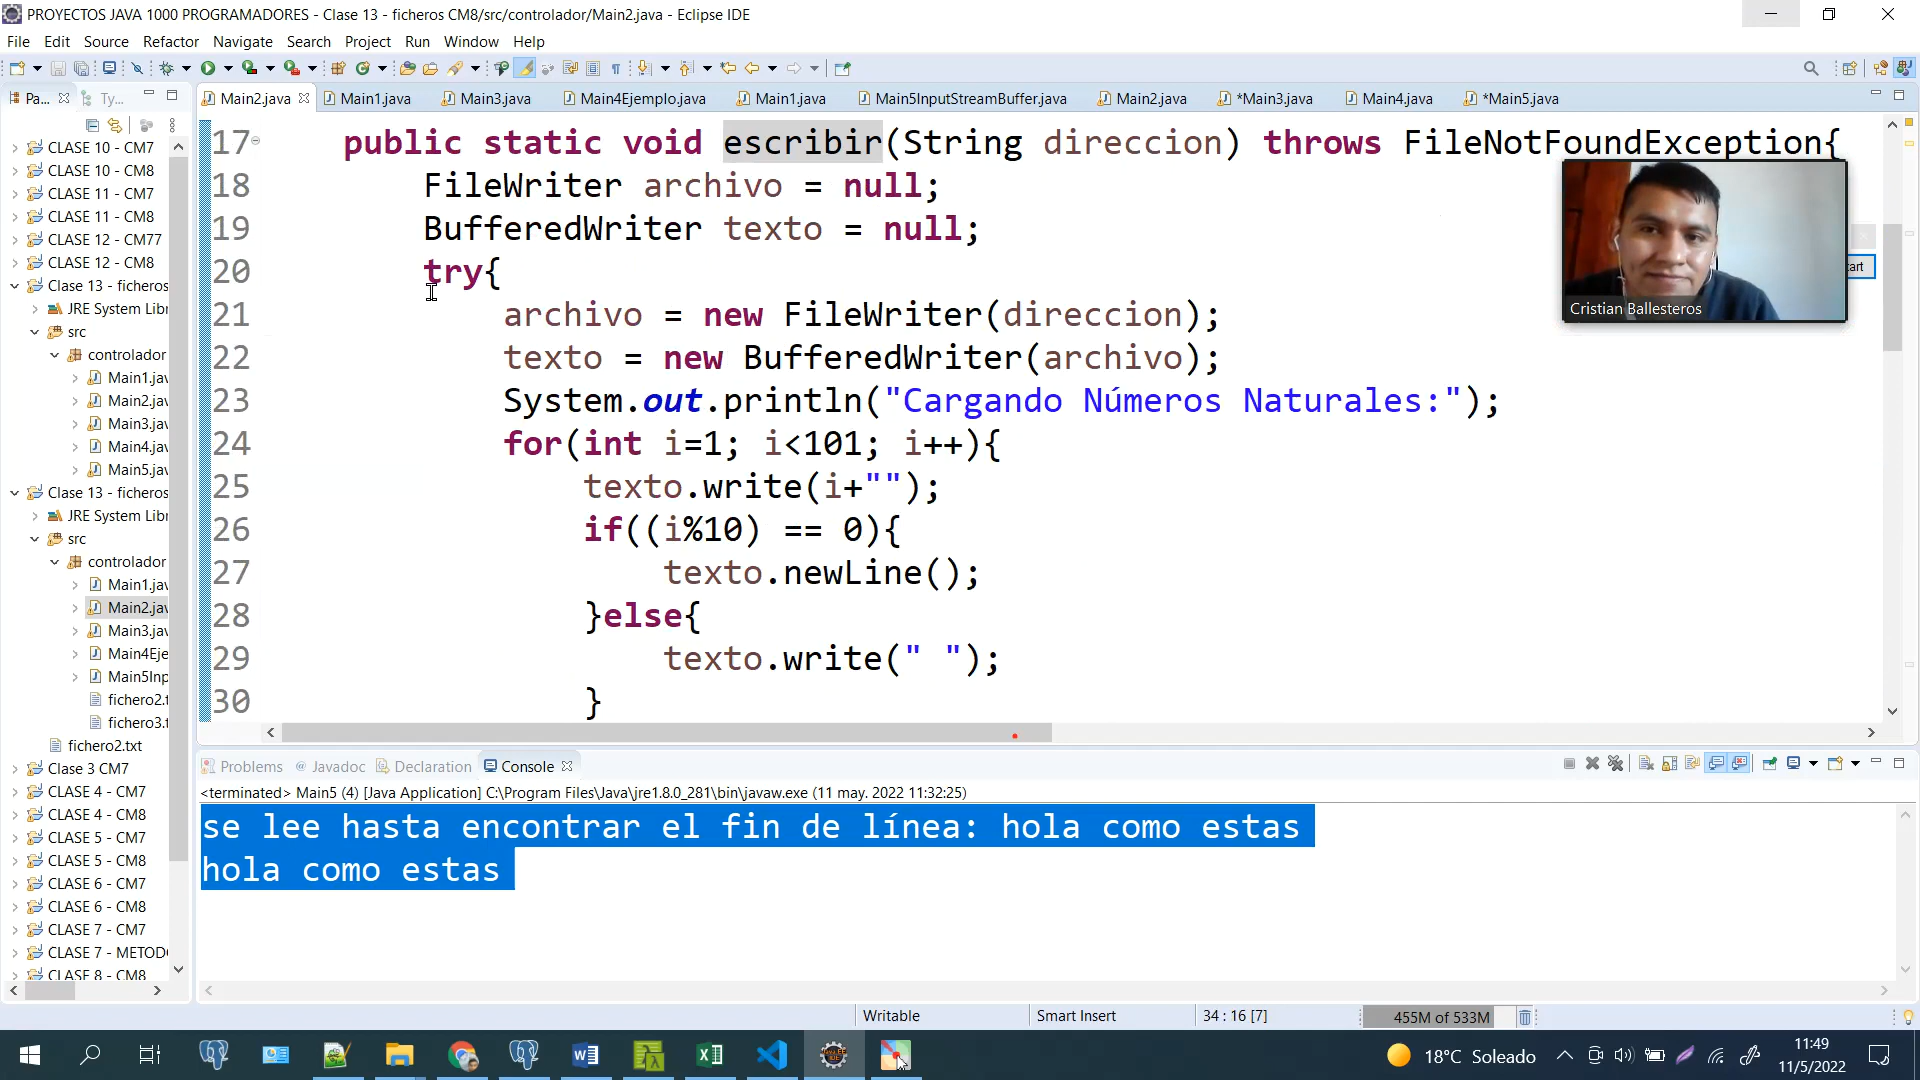 PROYECTOS JAVA 1000 PROGRAMADORES - Clase 13 - ficheros CM8/src/controlador/Main2.java - Eclipse IDE
File Edit Source Refactor Navigate Search Project Run Window Help
Pa... Ty...
Main2.java Main1.java Main3.java Main4Ejemplo.java Main1.java Main5InputStreamBuffer.java Main2.java *Main3.java Main4.java *Main5.java
CLASE 10 - CM7
CLASE 10 - CM8
CLASE 11 - CM7
CLASE 11 - CM8
CLASE 12 - CM77
CLASE 12 - CM8
Clase 13 - ficheros
JRE System Libr
src
controlador
Main1.jav
Main2.jav
Main3.jav
Main4.jav
Main5.jav
Clase 13 - ficheros
JRE System Libr
src
controlador
Main1.jav
Main2.jav
Main3.jav
Main4Eje
Main5Inp
fichero2.t
fichero3.t
fichero2.txt
Clase 3 CM7
CLASE 4 - CM7
CLASE 4 - CM8
CLASE 5 - CM7
CLASE 5 - CM8
CLASE 6 - CM7
CLASE 6 - CM8
CLASE 7 - CM7
CLASE 7 - METOD
CLASE 8 - CM8
17 public static void escribir(String direccion) throws FileNotFoundException{
18 FileWriter archivo = null;
19 BufferedWriter texto = null;
20 try{
21 archivo = new FileWriter(direccion);
22 texto = new BufferedWriter(archivo);
23 System.out.println("Cargando Números Naturales:");
24 for(int i=1; i<101; i++){
25 texto.write(i+"");
26 if((i%10) == 0){
27 texto.newLine();
28 }else{
29 texto.write(" ");
30 }
Cristian Ballesteros
art
Problems @ Javadoc Declaration Console
<terminated> Main5 (4) [Java Application] C:\Program Files\Java\jre1.8.0_281\bin\javaw.exe (11 may. 2022 11:32:25)
se lee hasta encontrar el fin de línea: hola como estas
hola como estas
Writable Smart Insert 34 : 16 [7] 455M of 533M
18°C Soleado
11:49
11/5/2022